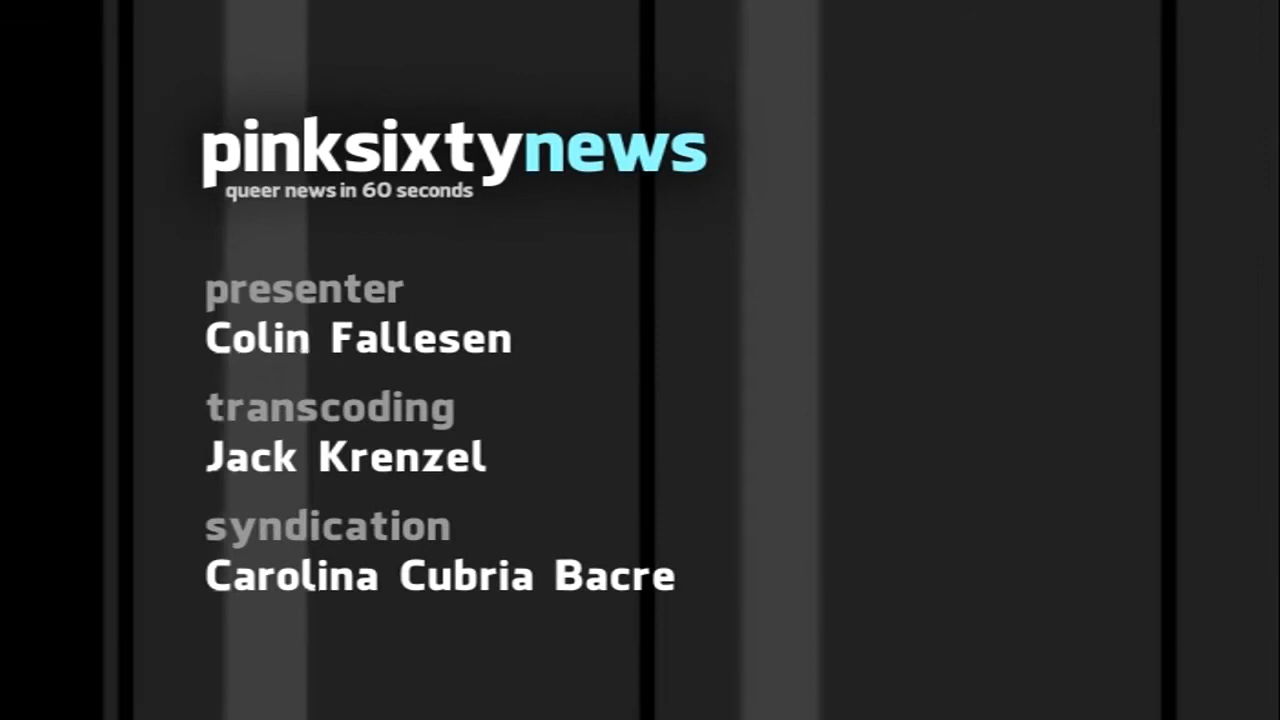 pinksixtynews
queer news in 60 seconds
presenter
Colin Fallesen
transcoding
Jack Krenzel
syndication
Carolina Cubria Bacre